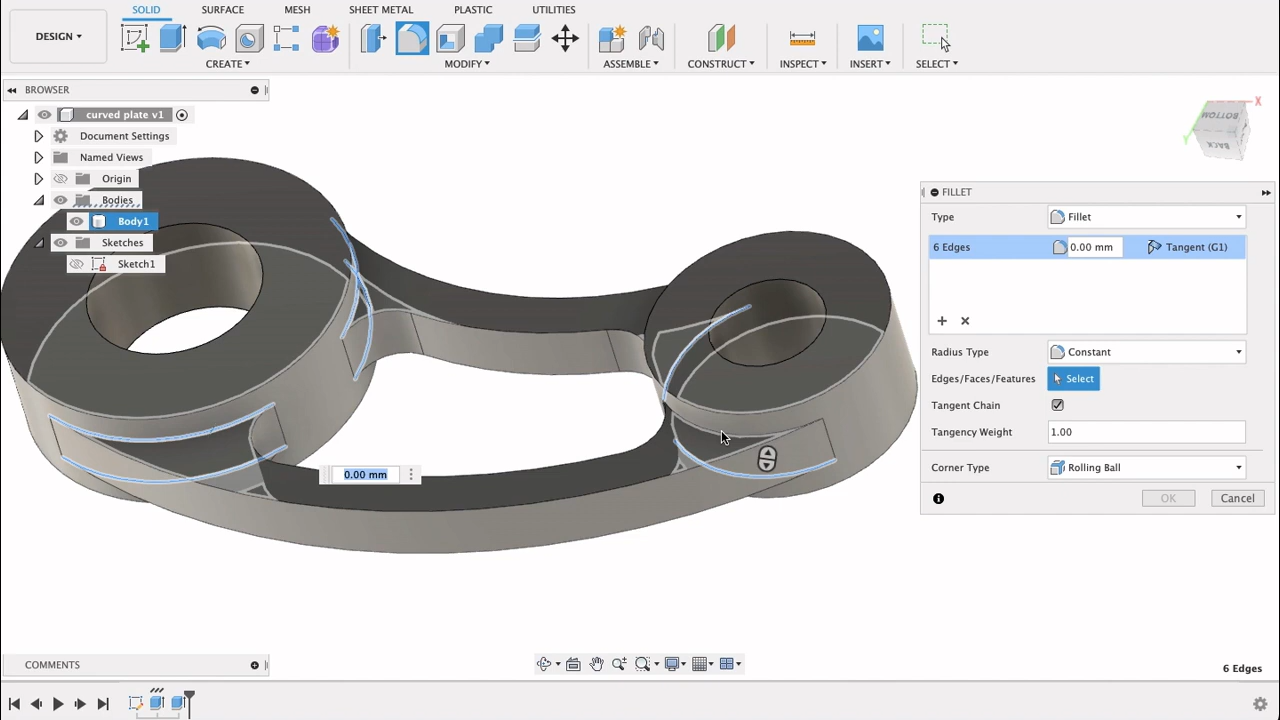 SOLID SURFACE MESH SHEET METAL PLASTIC UTILITIES
DESIGN
CREATE MODIFY ASSEMBLE CONSTRUCT INSPECT INSERT SELECT
BROWSER
curved plate v1
Document Settings
Named Views
Origin
Bodies
Body1
Sketches
Sketch1
X
Y
BOTTOM
BACK
FILLET
Type Fillet
6 Edges 0.00 mm Tangent (G1)
Radius Type Constant
Edges/Faces/Features Select
Tangent Chain
Tangency Weight 1.00
Corner Type Rolling Ball
OK Cancel
0.00 mm
COMMENTS
6 Edges